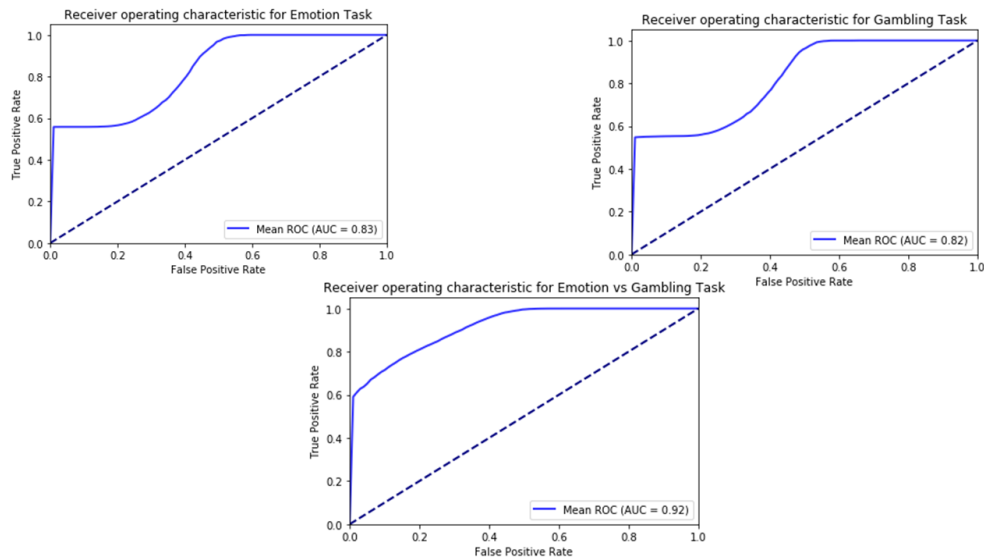 Receiver operating characteristic for Emotion Task
1.0
0.8
0.6
0.4
0.2
0.0
True Positive Rate
Mean ROC (AUC = 0.83)
0.0 0.2 0.4 0.6 0.8 1.0
False Positive Rate
Receiver operating characteristic for Gambling Task
1.0
0.8
0.6
0.4
0.2
0.0
True Positive Rate
Mean ROC (AUC = 0.82)
0.0 0.2 0.4 0.6 0.8 1.0
False Positive Rate
Receiver operating characteristic for Emotion vs Gambling Task
1.0
0.8
0.6
0.4
0.2
0.0
True Positive Rate
Mean ROC (AUC = 0.92)
0.0 0.2 0.4 0.6 0.8 1.0
False Positive Rate